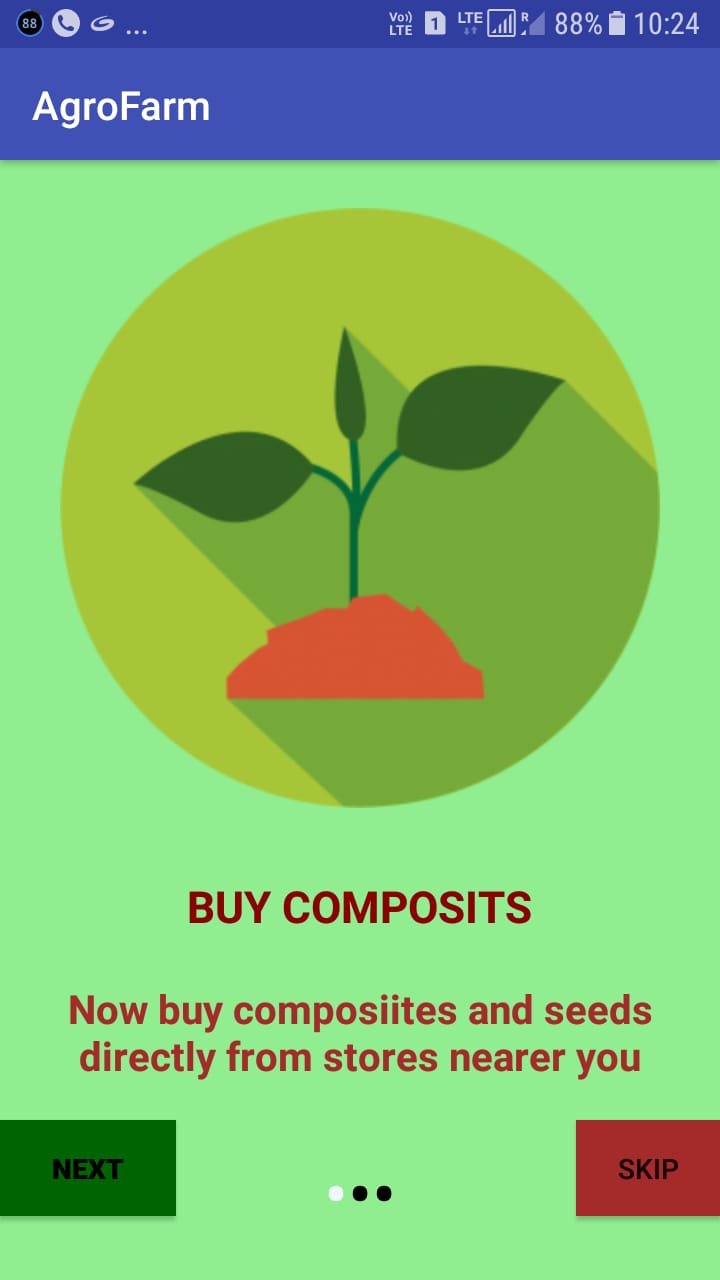 88 ... Vo)) LTE 1 LTE R 88% 10:24
AgroFarm
BUY COMPOSITS
Now buy composiites and seeds
directly from stores nearer you
NEXT SKIP